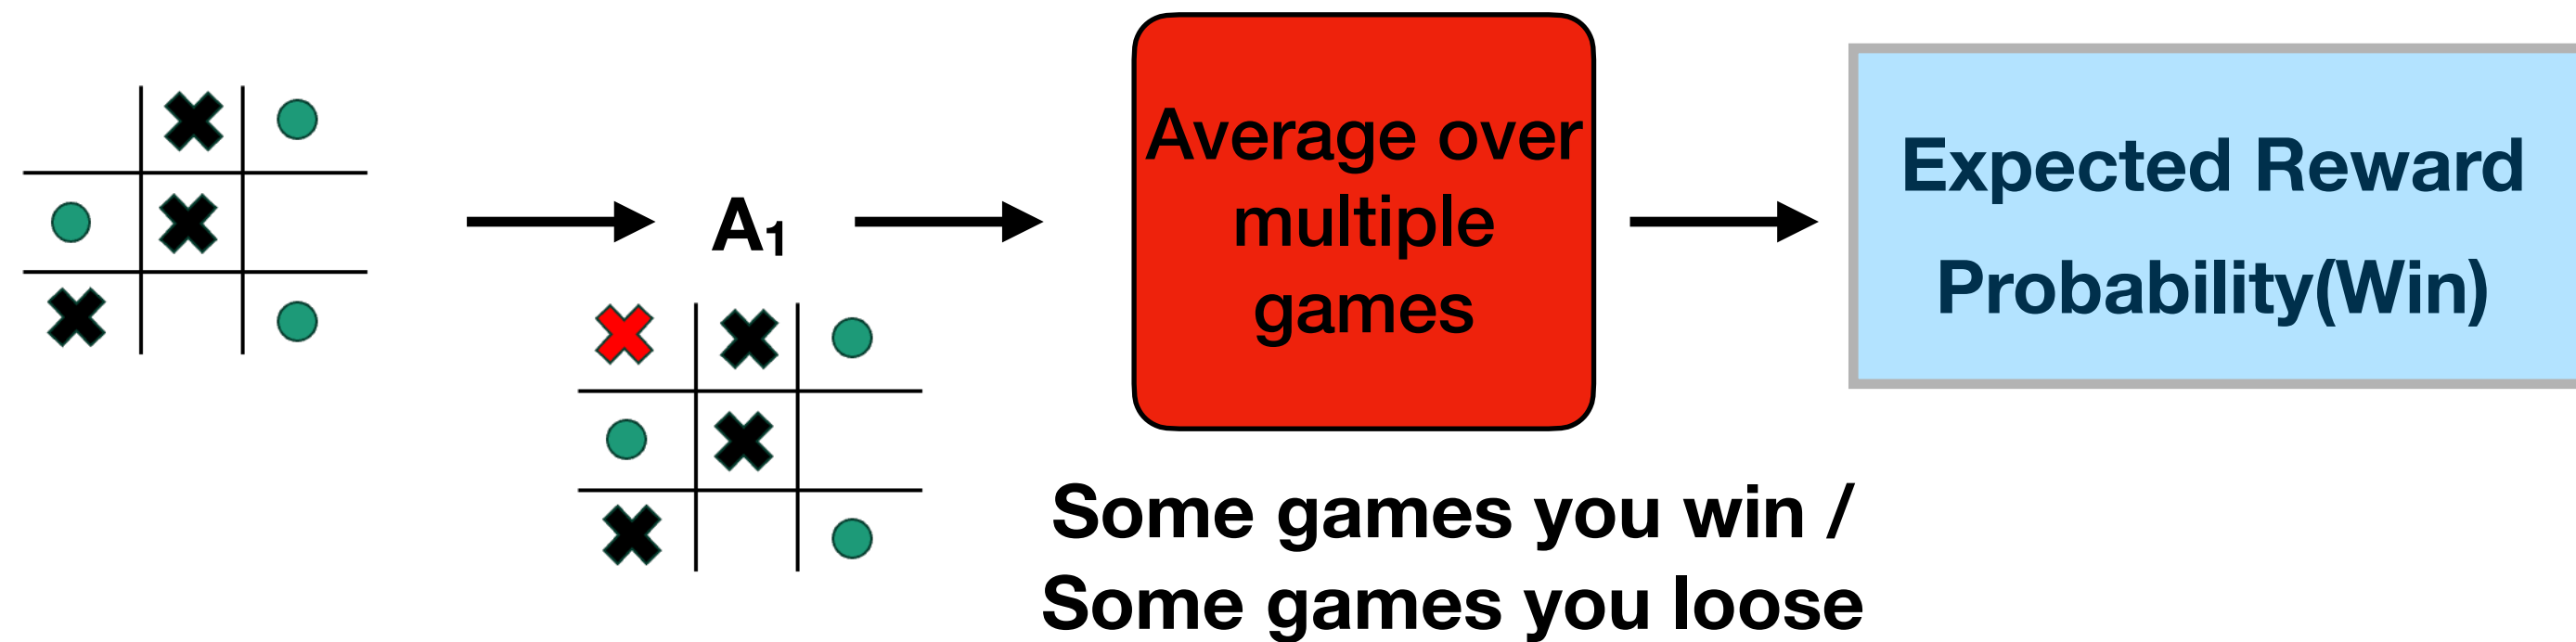 A₁
Average over
multiple
games
Expected Reward
Probability(Win)
Some games you win /
Some games you loose